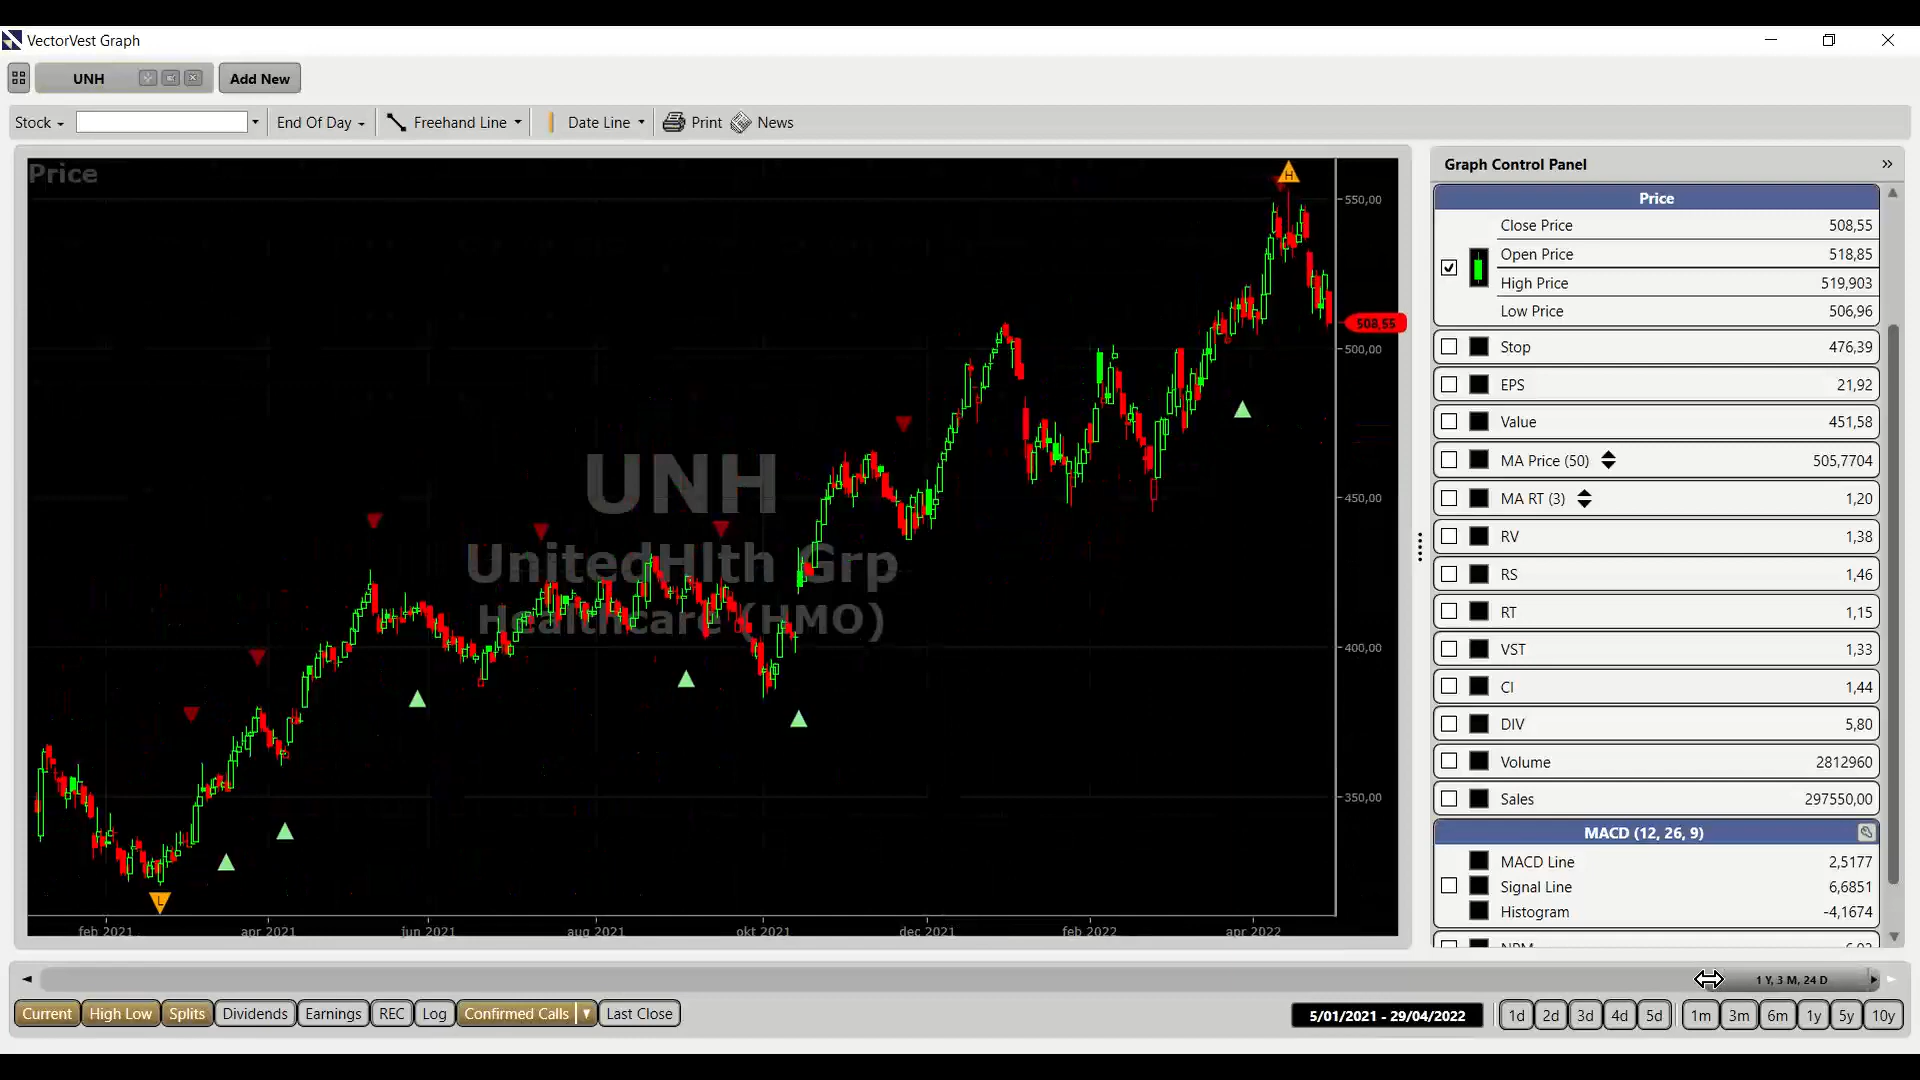 VectorVest Graph
UNH
Add New
Stock
End Of Day
Freehand Line
Date Line
Print
News
Price
H
550,00
508,55
500,00
450,00
400,00
350,00
UNH
UnitedHlth Grp
Healthcare (HMO)
L
feb 2021
apr 2021
jun 2021
aug 2021
okt 2021
dec 2021
feb 2022
apr 2022
Graph Control Panel
Price
Close Price 508,55
Open Price 518,85
High Price 519,903
Low Price 506,96
Stop 476,39
EPS 21,92
Value 451,58
MA Price (50) 505,7704
MA RT (3) 1,20
RV 1,38
RS 1,46
RT 1,15
VST 1,33
CI 1,44
DIV 5,80
Volume 2812960
Sales 297550,00
MACD (12, 26, 9)
MACD Line 2,5177
Signal Line 6,6851
Histogram -4,1674
1 Y, 3 M, 24 D
Current
High Low
Splits
Dividends
Earnings
REC
Log
Confirmed Calls
Last Close
5/01/2021 - 29/04/2022
1d
2d
3d
4d
5d
1m
3m
6m
1y
5y
10y